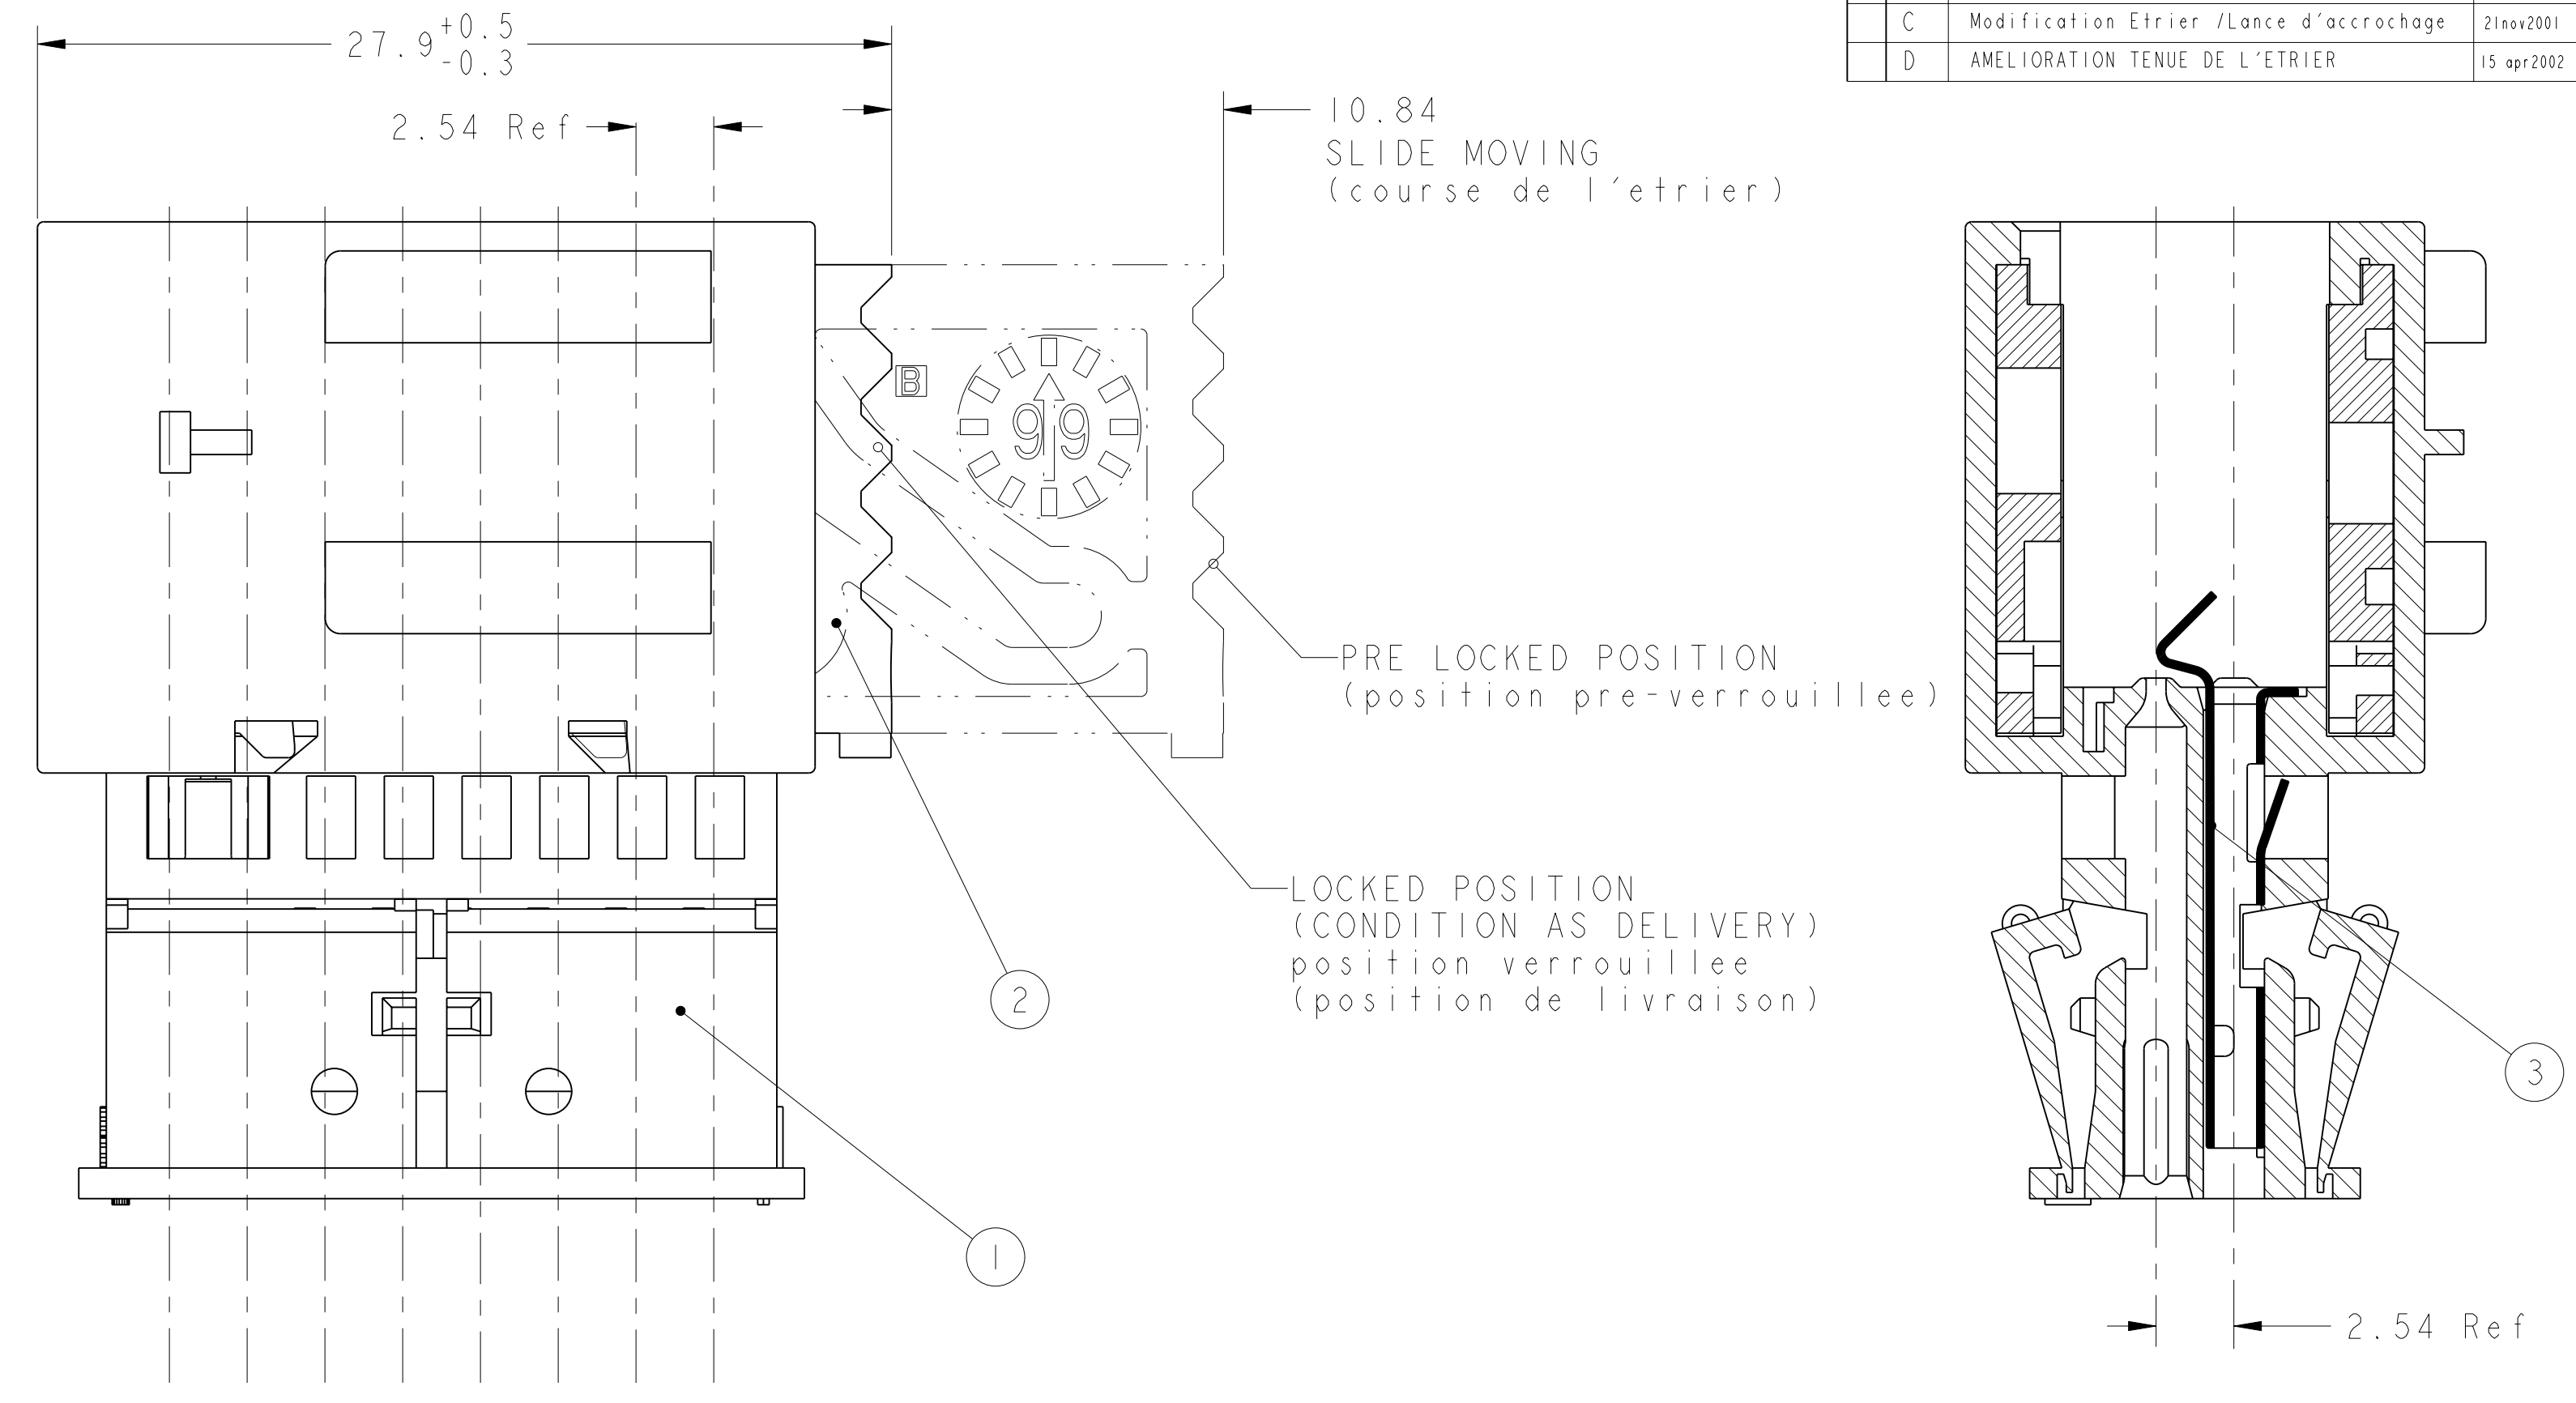 C Modification Etrier /Lance d'accrochage 21nov2001
D AMELIORATION TENUE DE L'ETRIER 15 apr2002
27.9 +0.5 -0.3
2.54 Ref
10.84
SLIDE MOVING
(course de l'etrier)
B
99
PRE LOCKED POSITION
(position pre-verrouillee)
LOCKED POSITION
(CONDITION AS DELIVERY)
position verrouillee
(position de livraison)
2
1
3
2.54 Ref